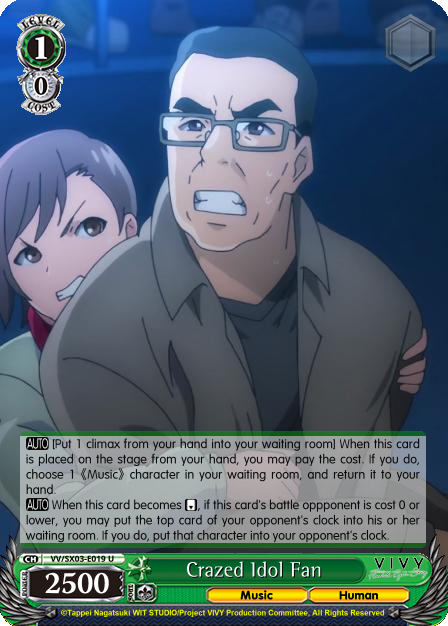 LEVEL
1
0
COST
AUTO [Put 1 climax from your hand into your waiting room] When this card
is placed on the stage from your hand, you may pay the cost. If you do,
choose 1 《Music》 character in your waiting room, and return it to your
hand.
AUTO When this card becomes , if this card's battle oppponent is cost 0 or
lower, you may put the top card of your opponent's clock into his or her
waiting room. If you do, put that character into your opponent's clock.
CH VV/SX03-E019 U
POWER 2500 SOUL Crazed Idol Fan VIVY
Music Human
©Tappei Nagatsuki WIT STUDIO/Project VIVY Production Committee, All Rights Reserved